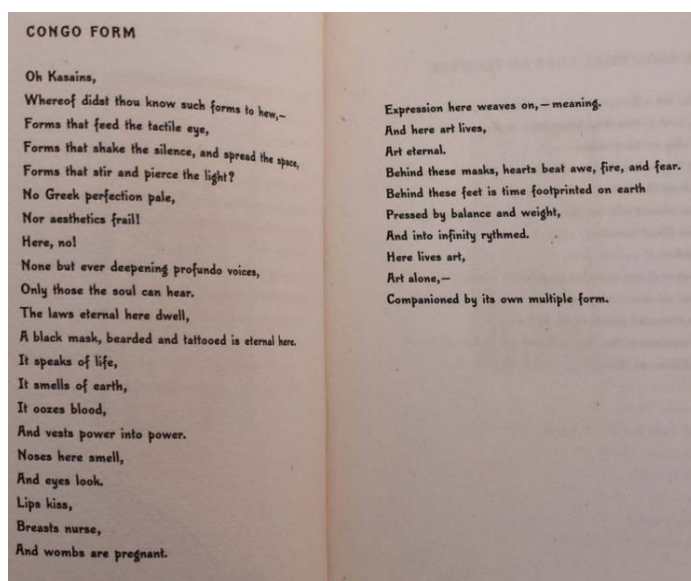 CONGO FORM
Oh Kasains,
Whereof didst thou know such forms to hew,—
Forms that feed the tactile eye,
Forms that shake the silence, and spread the space,
Forms that stir and pierce the light?
No Greek perfection pale,
Nor aesthetics frail!
Here, no!
None but ever deepening profundo voices,
Only those the soul can hear.
The laws eternal here dwell,
A black mask, bearded and tattooed is eternal here.
It speaks of life,
It smells of earth,
It oozes blood,
And vests power into power.
Noses here smell,
And eyes look.
Lips kiss,
Breasts nurse,
And wombs are pregnant.
Expression here weaves on,—meaning.
And here art lives,
Art eternal.
Behind these masks, hearts beat awe, fire, and fear.
Behind these feet is time footprinted on earth
Pressed by balance and weight,
And into infinity rythmed.
Here lives art,
Art alone,—
Companioned by its own multiple form.